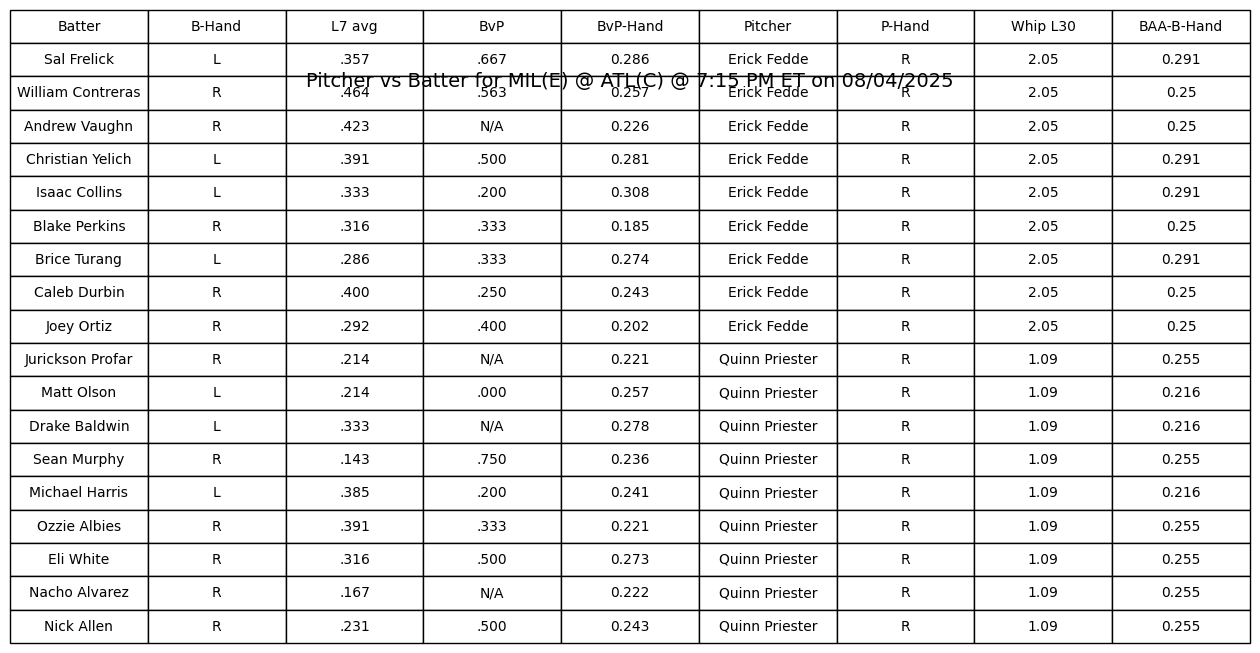 Batter B-Hand L7 avg BvP BvP-Hand Pitcher P-Hand Whip L30 BAA-B-Hand
Sal Frelick L .357 .667 0.286 Erick Fedde R 2.05 0.291
Pitcher vs Batter for MIL(E) @ ATL(C) @ 7:15 PM ET on 08/04/2025
William Contreras R .464 .563 0.257 Erick Fedde R 2.05 0.25
Andrew Vaughn R .423 N/A 0.226 Erick Fedde R 2.05 0.25
Christian Yelich L .391 .500 0.281 Erick Fedde R 2.05 0.291
Isaac Collins L .333 .200 0.308 Erick Fedde R 2.05 0.291
Blake Perkins R .316 .333 0.185 Erick Fedde R 2.05 0.25
Brice Turang L .286 .333 0.274 Erick Fedde R 2.05 0.291
Caleb Durbin R .400 .250 0.243 Erick Fedde R 2.05 0.25
Joey Ortiz R .292 .400 0.202 Erick Fedde R 2.05 0.25
Jurickson Profar R .214 N/A 0.221 Quinn Priester R 1.09 0.255
Matt Olson L .214 .000 0.257 Quinn Priester R 1.09 0.216
Drake Baldwin L .333 N/A 0.278 Quinn Priester R 1.09 0.216
Sean Murphy R .143 .750 0.236 Quinn Priester R 1.09 0.255
Michael Harris L .385 .200 0.241 Quinn Priester R 1.09 0.216
Ozzie Albies R .391 .333 0.221 Quinn Priester R 1.09 0.255
Eli White R .316 .500 0.273 Quinn Priester R 1.09 0.255
Nacho Alvarez R .167 N/A 0.222 Quinn Priester R 1.09 0.255
Nick Allen R .231 .500 0.243 Quinn Priester R 1.09 0.255